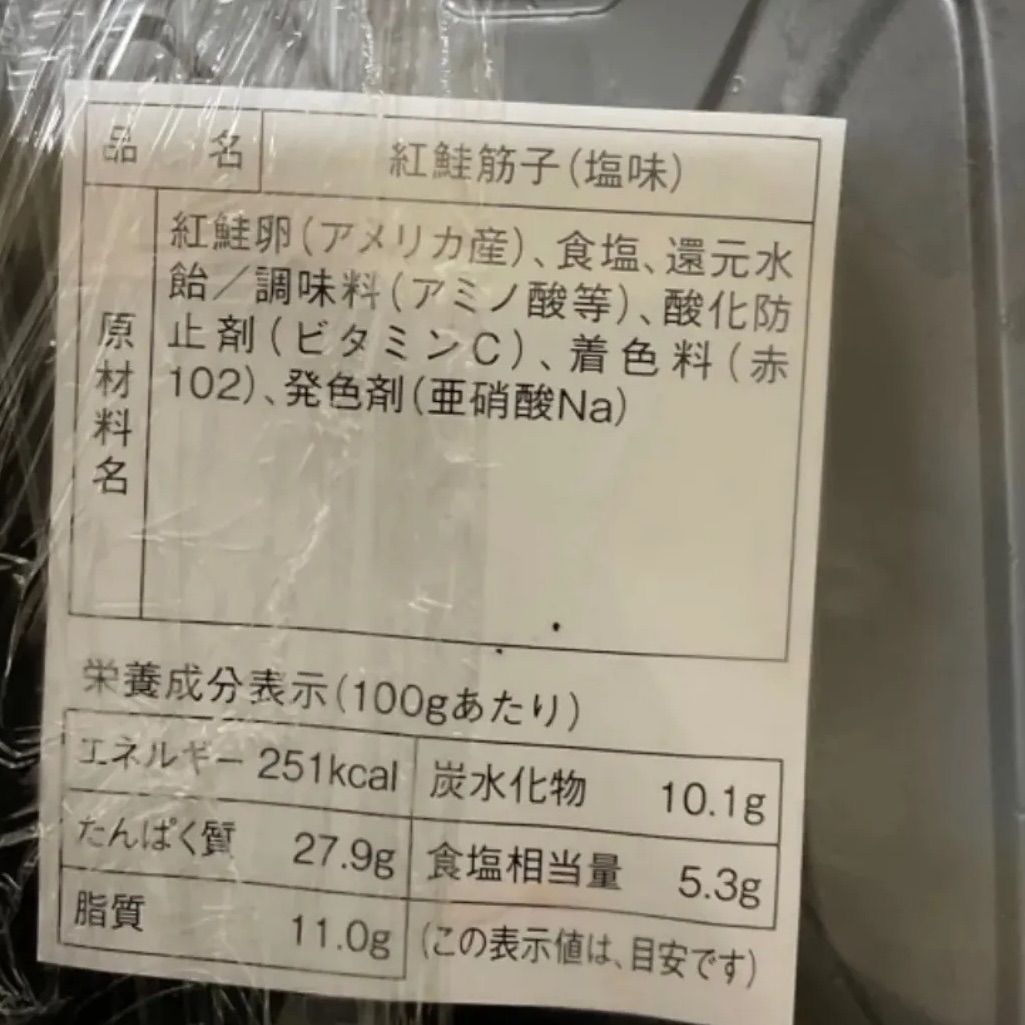 品名 紅鮭筋子(塩味)
原材料名
紅鮭卵(アメリカ産)、食塩、還元水
飴/調味料(アミノ酸等)、酸化防
止剤(ビタミンC)、着色料(赤
102)、発色剤(亜硝酸Na)
栄養成分表示(100gあたり)
エネルギー 251kcal 炭水化物 10.1g
たんぱく質 27.9g 食塩相当量 5.3g
脂質 11.0g (この表示値は、目安です)